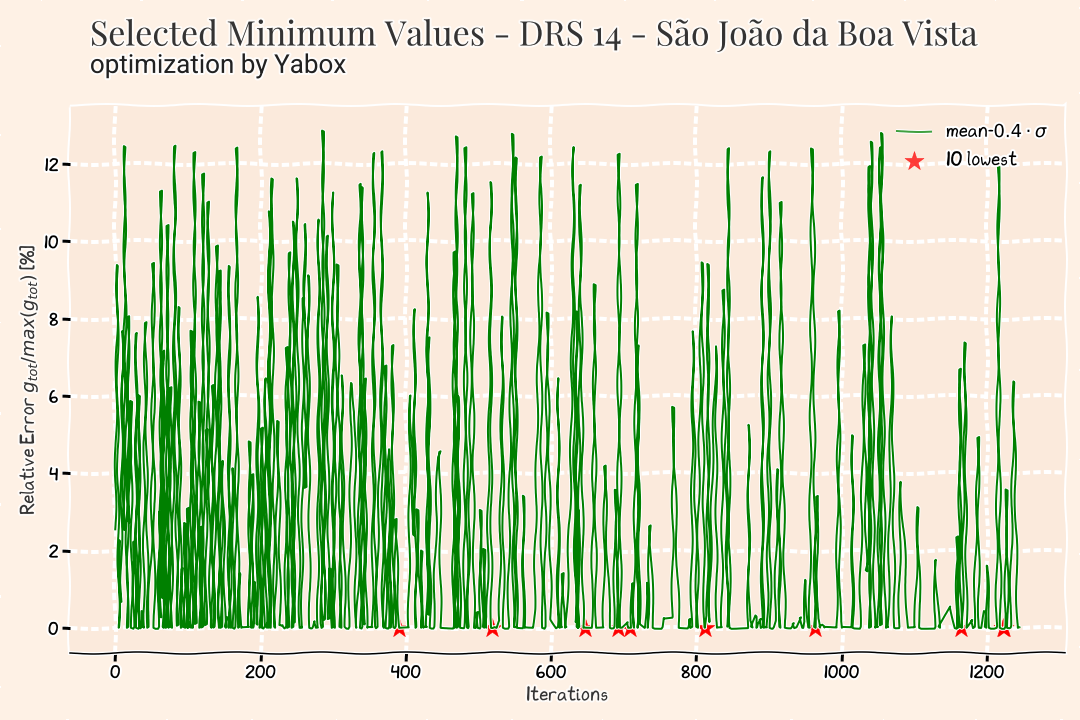 Selected Minimum Values - DRS 14 - São João da Boa Vista
optimization by Yabox
mean-0.4 · σ
10 lowest
12
10
8
6
4
2
0
Relative Error g_tot/max(g_tot) [%]
0 200 400 600 800 1000 1200
Iterations